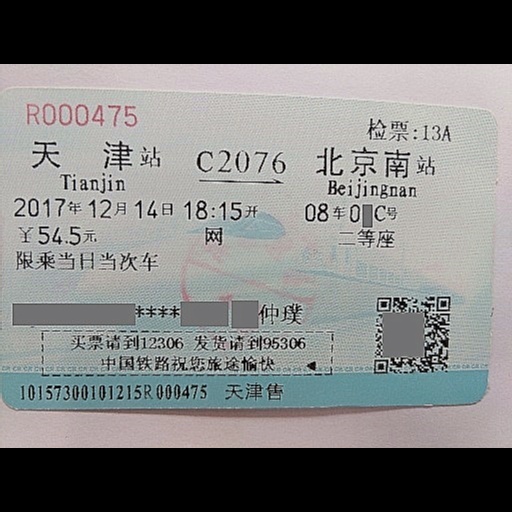 R000475
检票:13A
天津站 C2076 北京南站
Tianjin Beijingnan
2017年12月14日18:15开 08车0 C号
￥54.5元 网 二等座
限乘当日当次车
**** 仲璞
买票请到12306 发货请到95306
中国铁路祝您旅途愉快
10157300101215R000475 天津售